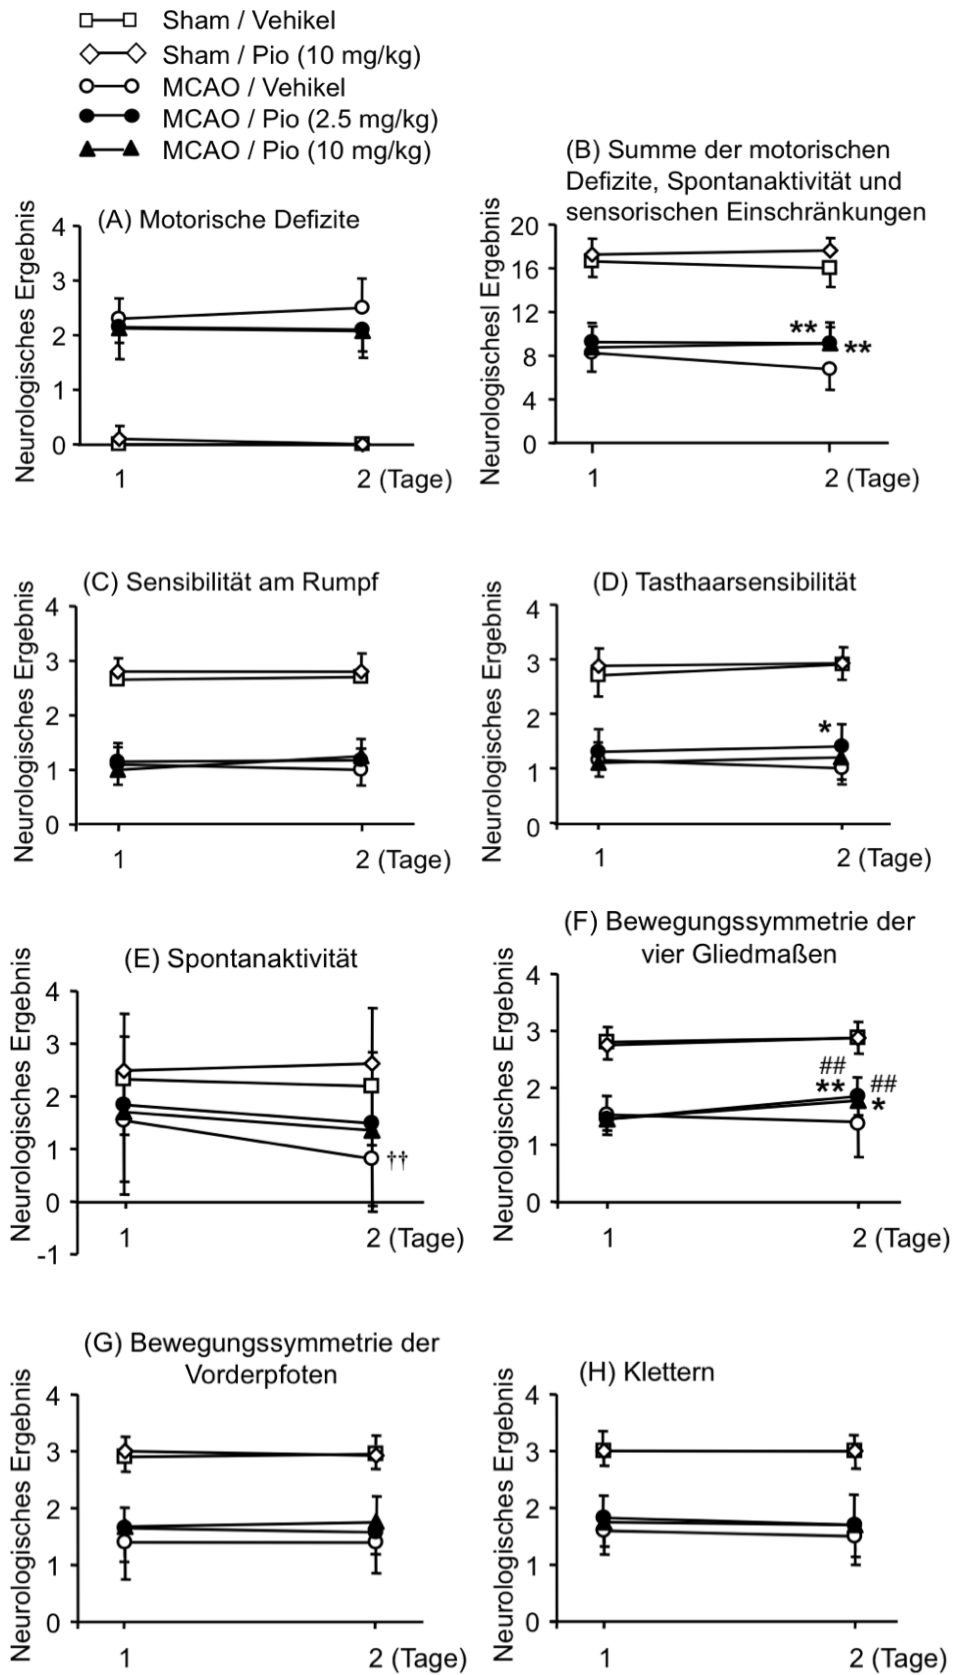 Sham / Vehikel
Sham / Pio (10 mg/kg)
MCAO / Vehikel
MCAO / Pio (2.5 mg/kg)
MCAO / Pio (10 mg/kg)
(A) Motorische Defizite
Neurologisches Ergebnis
4
3
2
1
0
1
2 (Tage)
(B) Summe der motorischen
Defizite, Spontanaktivität und
sensorischen Einschränkungen
Neurologischesl Ergebnis
20
16
12
8
4
0
**
**
1
2 (Tage)
(C) Sensibilität am Rumpf
Neurologisches Ergebnis
4
3
2
1
0
1
2 (Tage)
(D) Tasthaarsensibilität
Neurologisches Ergebnis
4
3
2
1
0
*
1
2 (Tage)
(E) Spontanaktivität
Neurologisches Ergebnis
4
3
2
1
0
-1
††
1
2 (Tage)
(F) Bewegungssymmetrie der
vier Gliedmaßen
Neurologisches Ergebnis
4
3
2
1
0
##
**
##
*
1
2 (Tage)
(G) Bewegungssymmetrie der
Vorderpfoten
Neurologisches Ergebnis
4
3
2
1
0
1
2 (Tage)
(H) Klettern
Neurologisches Ergebnis
4
3
2
1
0
1
2 (Tage)